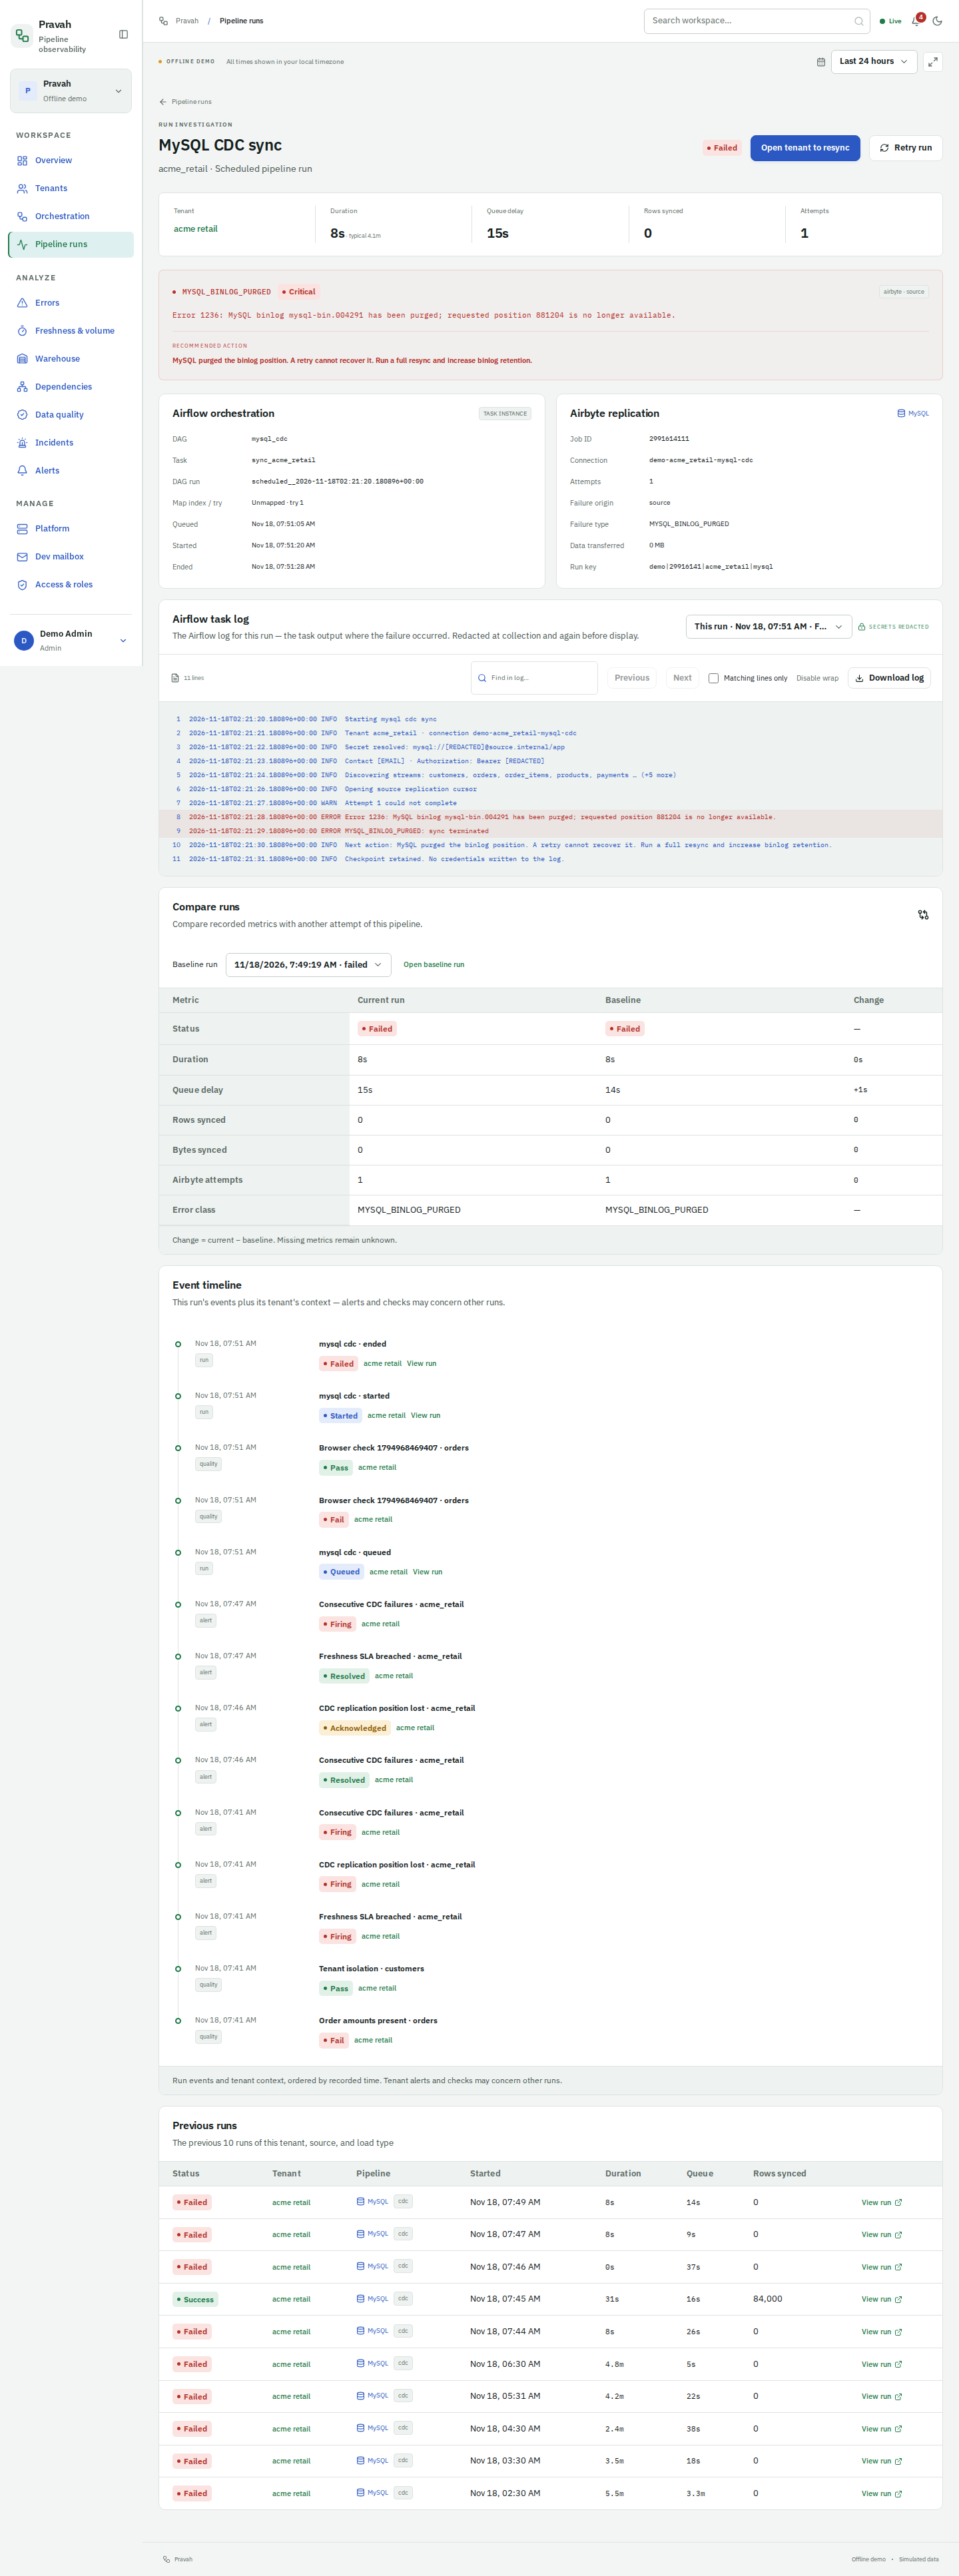 Pravah
Pipeline
observability
P
Pravah
Offline demo
WORKSPACE
Overview
Tenants
Orchestration
Pipeline runs
ANALYZE
Errors
Freshness & volume
Warehouse
Dependencies
Data quality
Incidents
Alerts
MANAGE
Platform
Dev mailbox
Access & roles
D
Demo Admin
Admin
Pravah / Pipeline runs
Search workspace...
Live
4
OFFLINE DEMO All times shown in your local timezone
Last 24 hours
Pipeline runs
RUN INVESTIGATION
MySQL CDC sync
acme_retail · Scheduled pipeline run
Failed
Open tenant to resync
Retry run
Tenant
acme retail
Duration
8s · typical 4.1m
Queue delay
15s
Rows synced
0
Attempts
1
MYSQL_BINLOG_PURGED Critical
airbyte · source
Error 1236: MySQL binlog mysql-bin.004291 has been purged; requested position 881204 is no longer available.
RECOMMENDED ACTION
MySQL purged the binlog position. A retry cannot recover it. Run a full resync and increase binlog retention.
Airflow orchestration
TASK INSTANCE
DAG mysql_cdc
Task sync_acme_retail
DAG run scheduled__2026-11-18T02:21:20.180896+00:00
Map index / try Unmapped · try 1
Queued Nov 18, 07:51:05 AM
Started Nov 18, 07:51:20 AM
Ended Nov 18, 07:51:28 AM
Airbyte replication
MySQL
Job ID 2991614111
Connection demo-acme_retail-mysql-cdc
Attempts 1
Failure origin source
Failure type MYSQL_BINLOG_PURGED
Data transferred 0 MB
Run key demo|29916141|acme_retail|mysql
Airflow task log
The Airflow log for this run — the task output where the failure occurred. Redacted at collection and again before display.
This run · Nov 18, 07:51 AM · F...
SECRETS REDACTED
11 lines
Find in log...
Previous
Next
Matching lines only
Disable wrap
Download log
1 2026-11-18T02:21:20.180896+00:00 INFO Starting mysql cdc sync
2 2026-11-18T02:21:21.180896+00:00 INFO Tenant acme_retail · connection demo-acme_retail-mysql-cdc
3 2026-11-18T02:21:22.180896+00:00 INFO Secret resolved: mysql://[REDACTED]@source.internal/app
4 2026-11-18T02:21:23.180896+00:00 INFO Contact [EMAIL] · Authorization: Bearer [REDACTED]
5 2026-11-18T02:21:24.180896+00:00 INFO Discovering streams: customers, orders, order_items, products, payments … (+5 more)
6 2026-11-18T02:21:26.180896+00:00 INFO Opening source replication cursor
7 2026-11-18T02:21:27.180896+00:00 WARN Attempt 1 could not complete
8 2026-11-18T02:21:28.180896+00:00 ERROR Error 1236: MySQL binlog mysql-bin.004291 has been purged; requested position 881204 is no longer available.
9 2026-11-18T02:21:29.180896+00:00 ERROR MYSQL_BINLOG_PURGED: sync terminated
10 2026-11-18T02:21:30.180896+00:00 INFO Next action: MySQL purged the binlog position. A retry cannot recover it. Run a full resync and increase binlog retention.
11 2026-11-18T02:21:31.180896+00:00 INFO Checkpoint retained. No credentials written to the log.
Compare runs
Compare recorded metrics with another attempt of this pipeline.
Baseline run 11/18/2026, 7:49:19 AM · failed Open baseline run
Metric Current run Baseline Change
Status Failed Failed —
Duration 8s 8s 0s
Queue delay 15s 14s +1s
Rows synced 0 0 0
Bytes synced 0 0 0
Airbyte attempts 1 1 0
Error class MYSQL_BINLOG_PURGED MYSQL_BINLOG_PURGED —
Change = current – baseline. Missing metrics remain unknown.
Event timeline
This run's events plus its tenant's context — alerts and checks may concern other runs.
Nov 18, 07:51 AM mysql cdc · ended
run Failed acme retail View run
Nov 18, 07:51 AM mysql cdc · started
run Started acme retail View run
Nov 18, 07:51 AM Browser check 1794968469407 · orders
quality Pass acme retail
Nov 18, 07:51 AM Browser check 1794968469407 · orders
quality Fail acme retail
Nov 18, 07:51 AM mysql cdc · queued
run Queued acme retail View run
Nov 18, 07:47 AM Consecutive CDC failures · acme_retail
alert Firing acme retail
Nov 18, 07:47 AM Freshness SLA breached · acme_retail
alert Resolved acme retail
Nov 18, 07:46 AM CDC replication position lost · acme_retail
alert Acknowledged acme retail
Nov 18, 07:46 AM Consecutive CDC failures · acme_retail
alert Resolved acme retail
Nov 18, 07:41 AM Consecutive CDC failures · acme_retail
alert Firing acme retail
Nov 18, 07:41 AM CDC replication position lost · acme_retail
alert Firing acme retail
Nov 18, 07:41 AM Freshness SLA breached · acme_retail
alert Firing acme retail
Nov 18, 07:41 AM Tenant isolation · customers
quality Pass acme retail
Nov 18, 07:41 AM Order amounts present · orders
quality Fail acme retail
Run events and tenant context, ordered by recorded time. Tenant alerts and checks may concern other runs.
Previous runs
The previous 10 runs of this tenant, source, and load type
Status Tenant Pipeline Started Duration Queue Rows synced
Failed acme retail MySQL cdc Nov 18, 07:49 AM 8s 14s 0 View run
Failed acme retail MySQL cdc Nov 18, 07:47 AM 8s 9s 0 View run
Failed acme retail MySQL cdc Nov 18, 07:46 AM 0s 37s 0 View run
Success acme retail MySQL cdc Nov 18, 07:45 AM 31s 16s 84,000 View run
Failed acme retail MySQL cdc Nov 18, 07:44 AM 8s 26s 0 View run
Failed acme retail MySQL cdc Nov 18, 06:30 AM 4.8m 5s 0 View run
Failed acme retail MySQL cdc Nov 18, 05:31 AM 4.2m 22s 0 View run
Failed acme retail MySQL cdc Nov 18, 04:30 AM 2.4m 38s 0 View run
Failed acme retail MySQL cdc Nov 18, 03:30 AM 3.5m 18s 0 View run
Failed acme retail MySQL cdc Nov 18, 02:30 AM 5.5m 3.3m 0 View run
Pravah
Offline demo • Simulated data